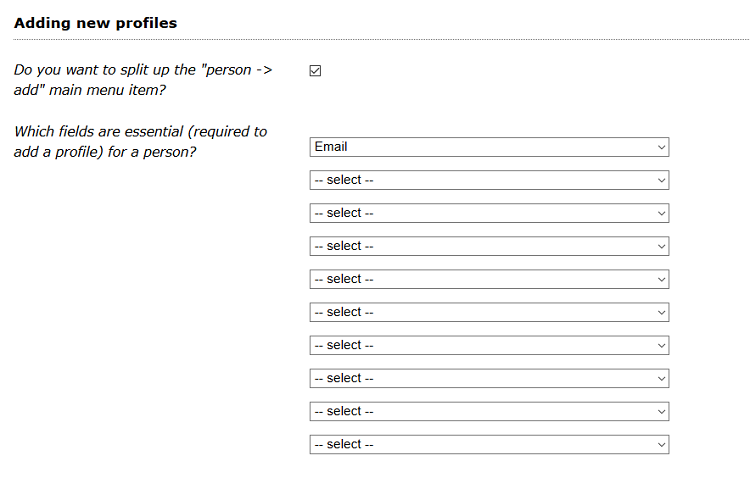 Adding new profiles
Do you want to split up the "person ->
add" main menu item?
Which fields are essential (required to
add a profile) for a person?
Email
-- select --
-- select --
-- select --
-- select --
-- select --
-- select --
-- select --
-- select --
-- select --